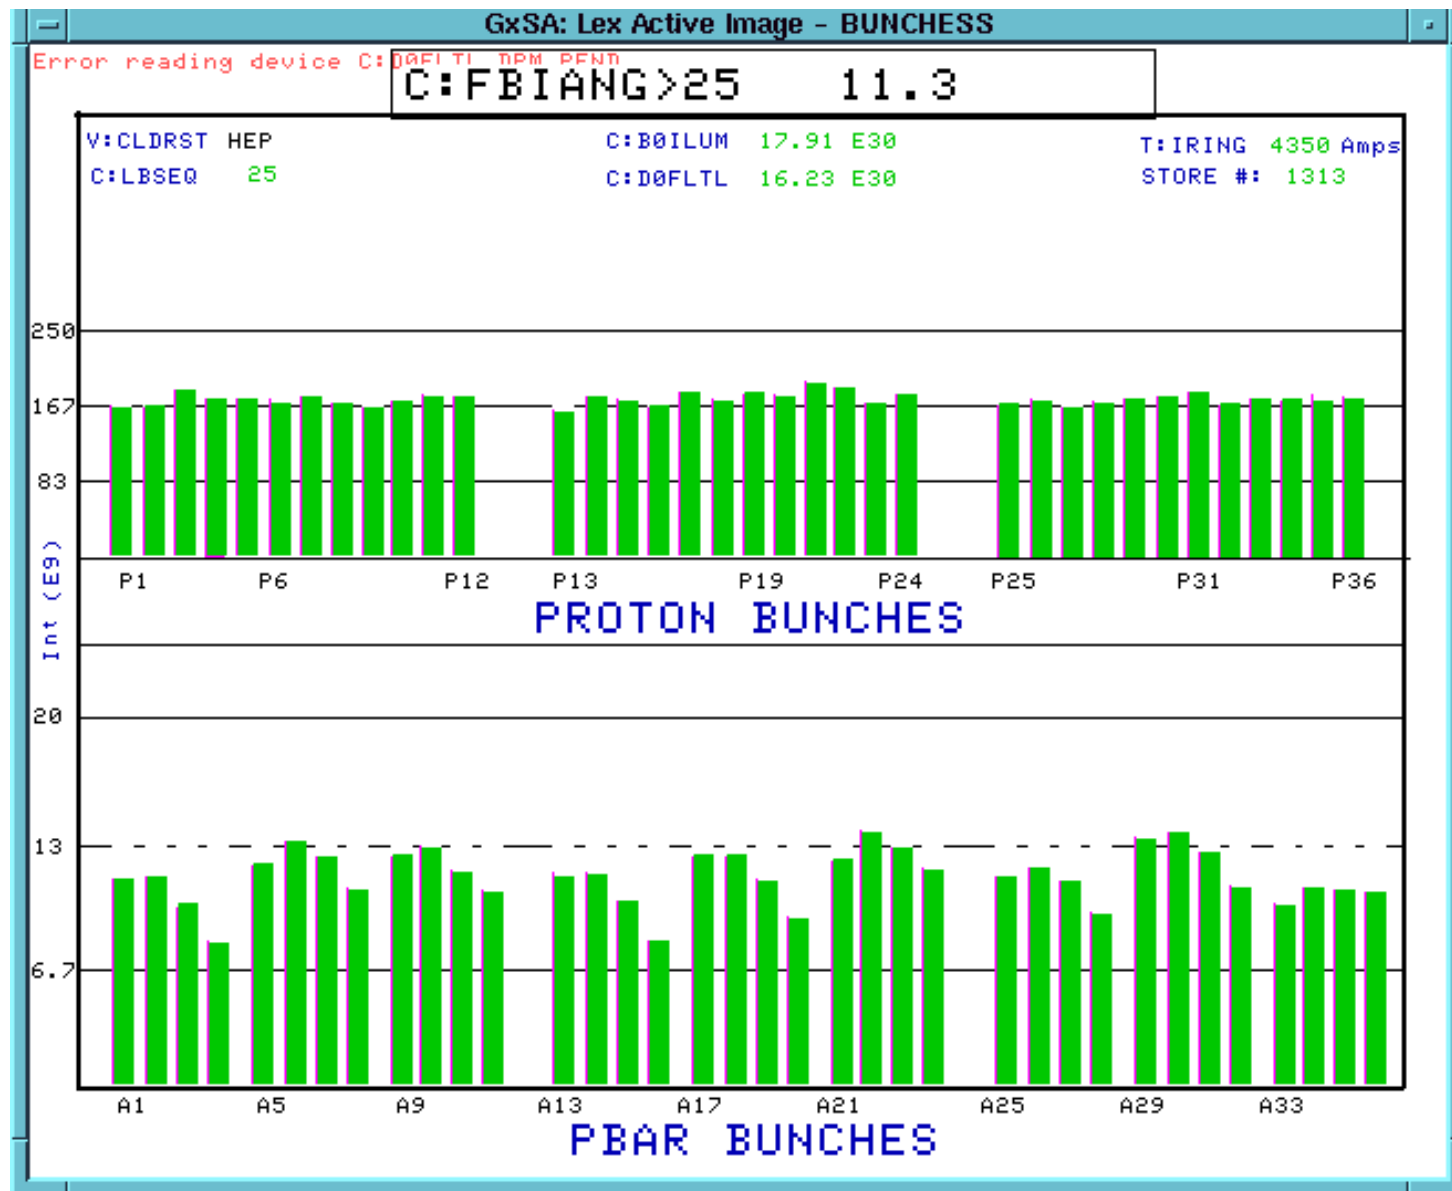 GxSA: Lex Active Image - BUNCHESS
Error reading device C:D0FLTL DPM PEND
C:FBIANG>25 11.3
V:CLDRST HEP C:B0ILUM 17.91 E30 T:IRING 4350 Amps
C:LBSEQ 25 C:D0FLTL 16.23 E30 STORE #: 1313
250
167
83
Int (E9)
P1 P6 P12 P13 P19 P24 P25 P31 P36
PROTON BUNCHES
20
13
6.7
A1 A5 A9 A13 A17 A21 A25 A29 A33
PBAR BUNCHES